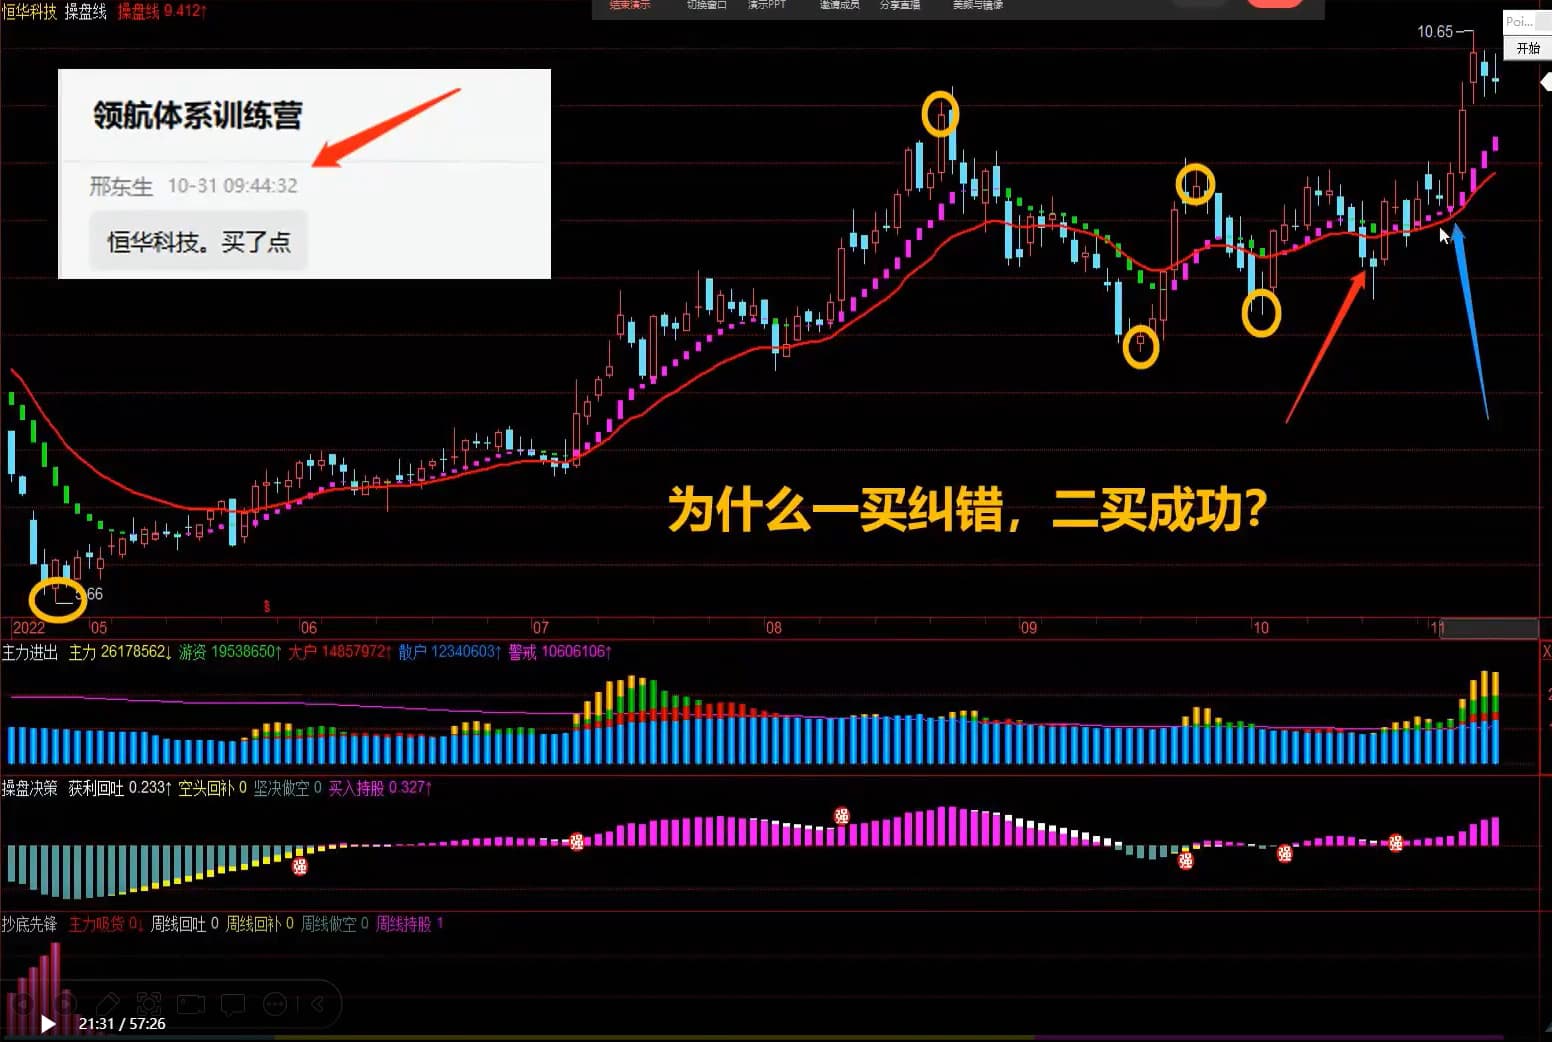 恒华科技 操盘线 操盘线 9.412↑
结束演示 切换窗口 演示PPT 邀请成员 分享直播 美颜与镜像
Poi...
开始
10.65
领航体系训练营
邢东生 10-31 09:44:32
恒华科技。买了点
为什么一买纠错，二买成功？
5.66
2022 05 06 07 08 09 10 11
主力进出 主力 26178562↓ 游资 19538650↑ 大户 14857972↑ 散户 12340603↑ 警戒 10606106↑
X
操盘决策 获利回吐 0.233↑ 空头回补 0 坚决做空 0 买入持股 0.327↑
强 强 强 强 强 强
抄底先锋 主力吸货 0↓ 周线回吐 0 周线回补 0 周线做空 0 周线持股 1
21:31 / 57:26